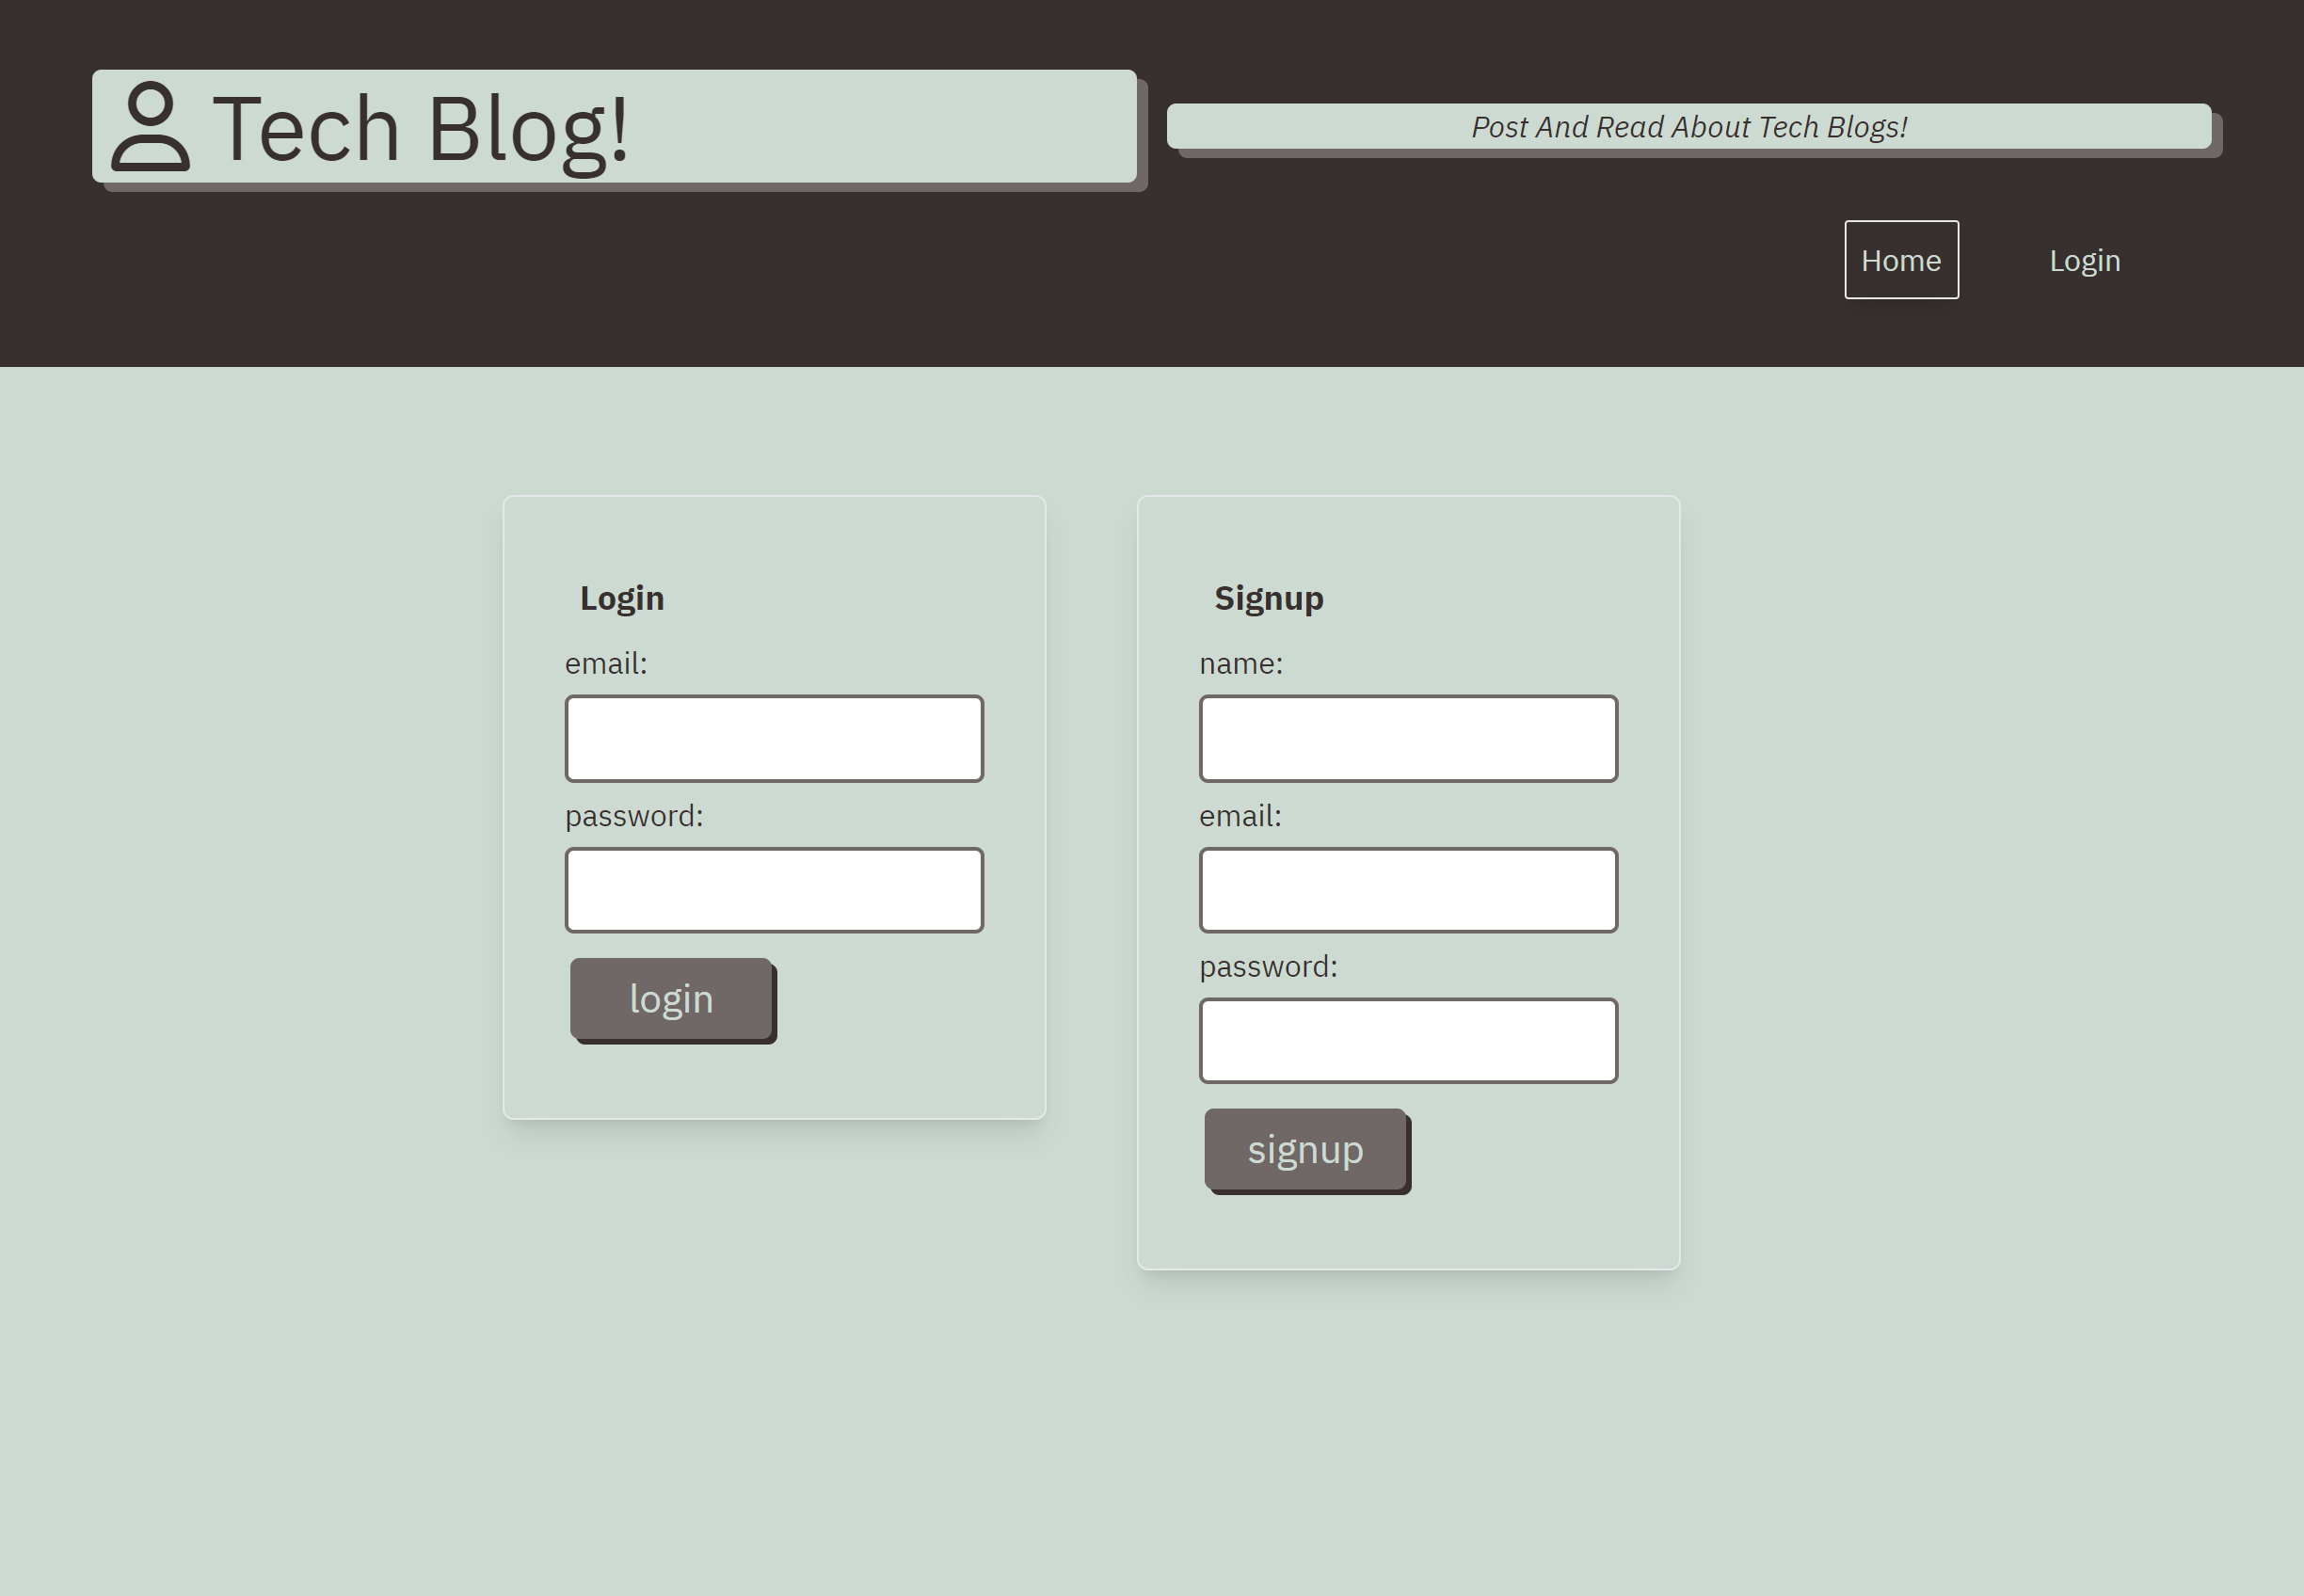 Tech Blog!
Post And Read About Tech Blogs!
Home
Login
Login
email:
password:
login
Signup
name:
email:
password:
signup